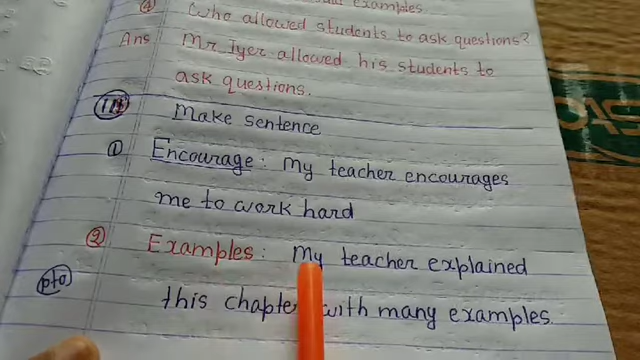 examples
④ Who allowed students to ask questions?
Ans Mr Iyer allowed his students to
ask questions.
III Make sentence
① Encourage: My teacher encourages
me to work hard
② Examples: My teacher explained
pto this chapter with many examples.